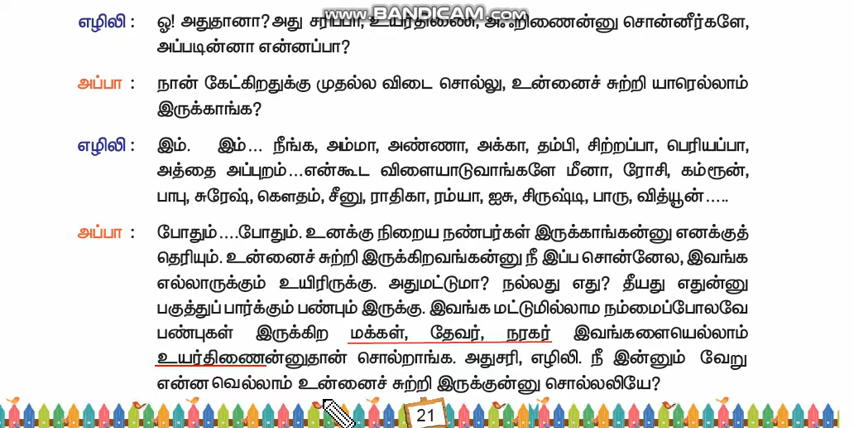 www.BANDICAM.com
எழிலி : ஓ! அதுதானா? அது சரிப்பா, உயர்திணை, அஃறிணைன்னு சொன்னீர்களே,
அப்படின்னா என்னப்பா?
அப்பா : நான் கேட்கிறதுக்கு முதல்ல விடை சொல்லு, உன்னைச் சுற்றி யாரெல்லாம்
இருக்காங்க?
எழிலி : இம். இம்... நீங்க, அம்மா, அண்ணா, அக்கா, தம்பி, சிற்றப்பா, பெரியப்பா,
அத்தை அப்புறம்...என்கூட விளையாடுவாங்களே மீனா, ரோசி, கம்ரூன்,
பாபு, சுரேஷ், கௌதம், சீனு, ராதிகா, ரம்யா, ஐசு, சிருஷ்டி, பாரு, வித்யூன்.....
அப்பா : போதும்....போதும். உனக்கு நிறைய நண்பர்கள் இருக்காங்கன்னு எனக்குத்
தெரியும். உன்னைச் சுற்றி இருக்கிறவங்கன்னு நீ இப்ப சொன்னேல, இவங்க
எல்லாருக்கும் உயிரிருக்கு. அதுமட்டுமா? நல்லது எது? தீயது எதுன்னு
பகுத்துப் பார்க்கும் பண்பும் இருக்கு. இவங்க மட்டுமில்லாம நம்மைப்போலவே
பண்புகள் இருக்கிற மக்கள், தேவர், நரகர் இவங்களையெல்லாம்
உயர்திணைன்னுதான் சொல்றாங்க. அதுசரி, எழிலி. நீ இன்னும் வேறு
என்ன வெல்லாம் உன்னைச் சுற்றி இருக்குன்னு சொல்லலியே?
21